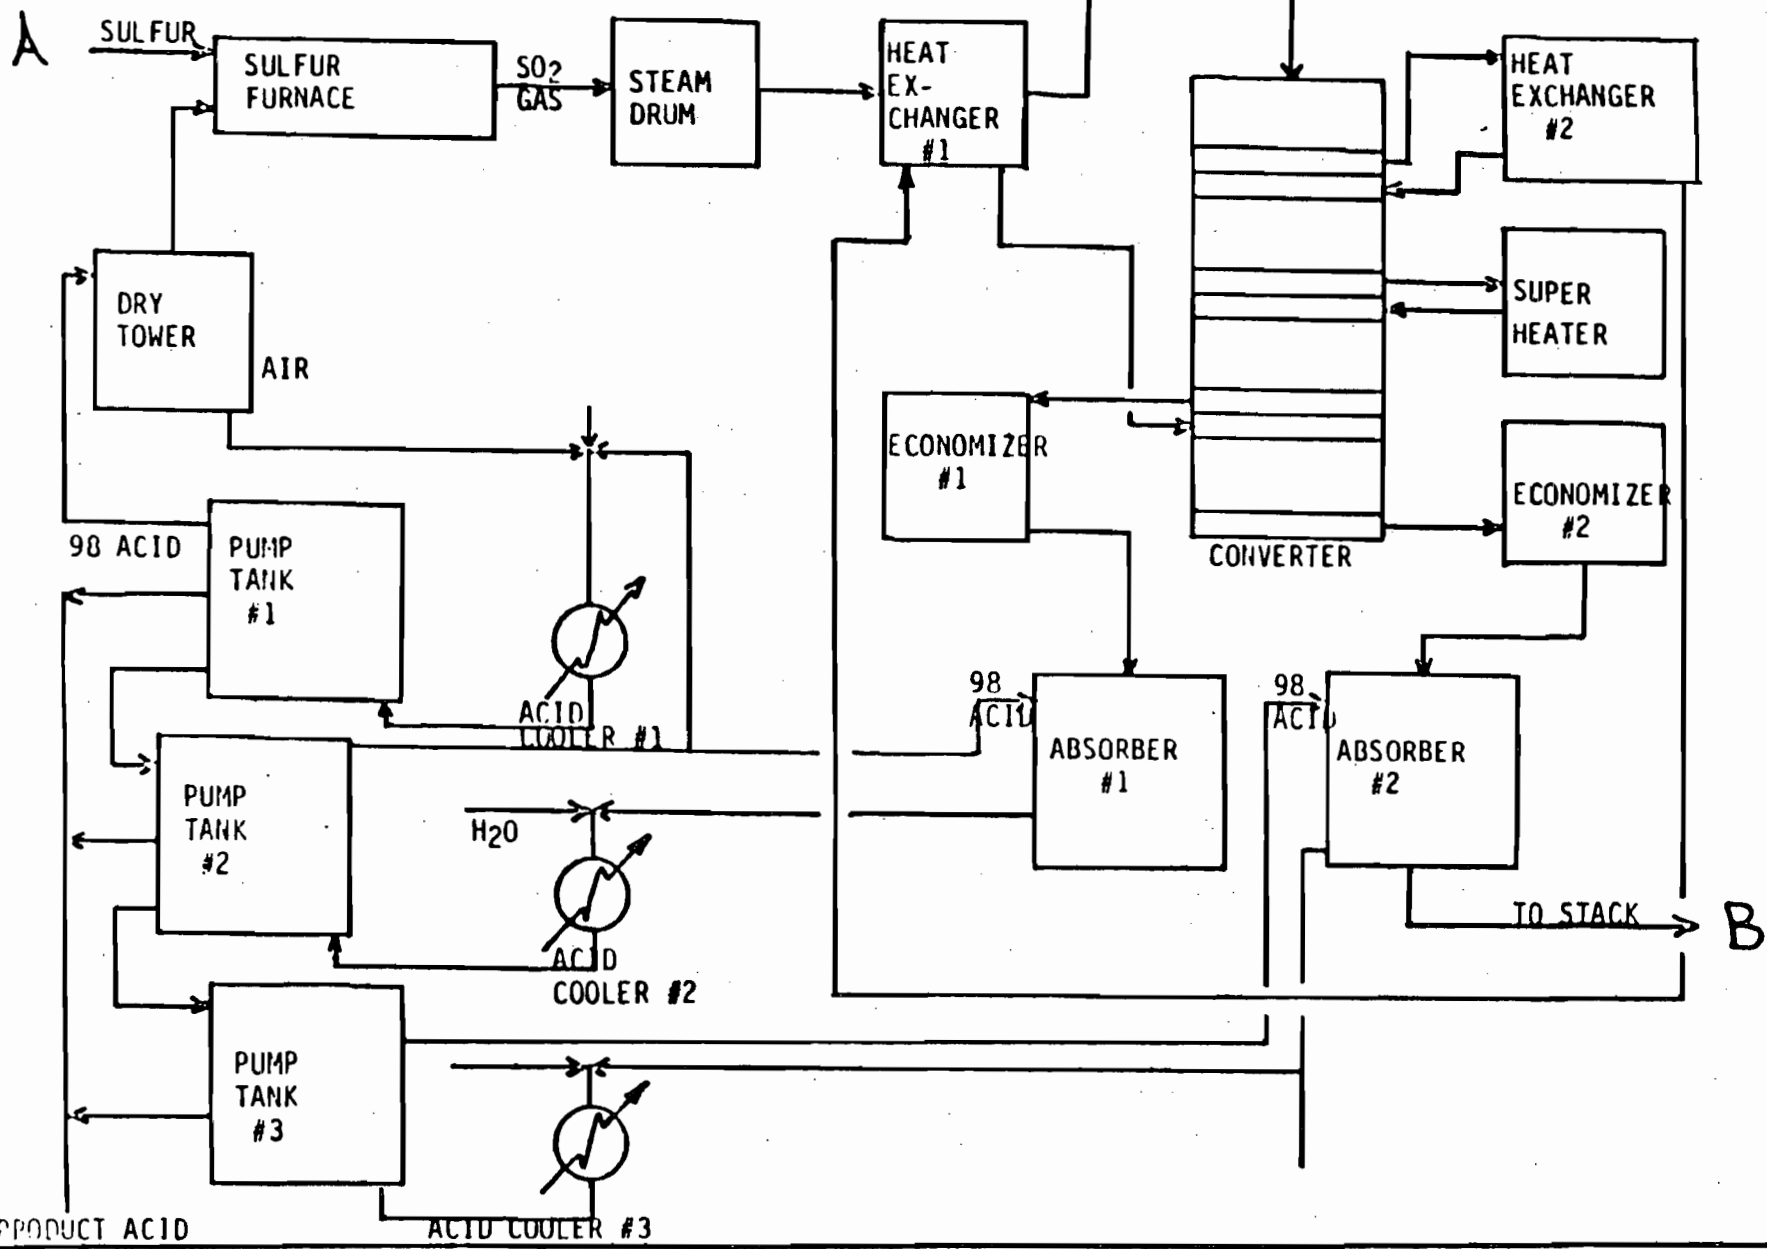 A
SULFUR
SULFUR
FURNACE
SO2
GAS
STEAM
DRUM
HEAT
EX-
CHANGER
#1
HEAT
EXCHANGER
#2
DRY
TOWER
AIR
SUPER
HEATER
ECONOMIZER
#1
ECONOMIZER
#2
CONVERTER
98 ACID
PUMP
TANK
#1
ACID
COOLER #1
98
ACID
ABSORBER
#1
98
ACID
ABSORBER
#2
PUMP
TANK
#2
H2O
ACID
COOLER #2
TO STACK
B
PUMP
TANK
#3
PRODUCT ACID
ACID COOLER #3